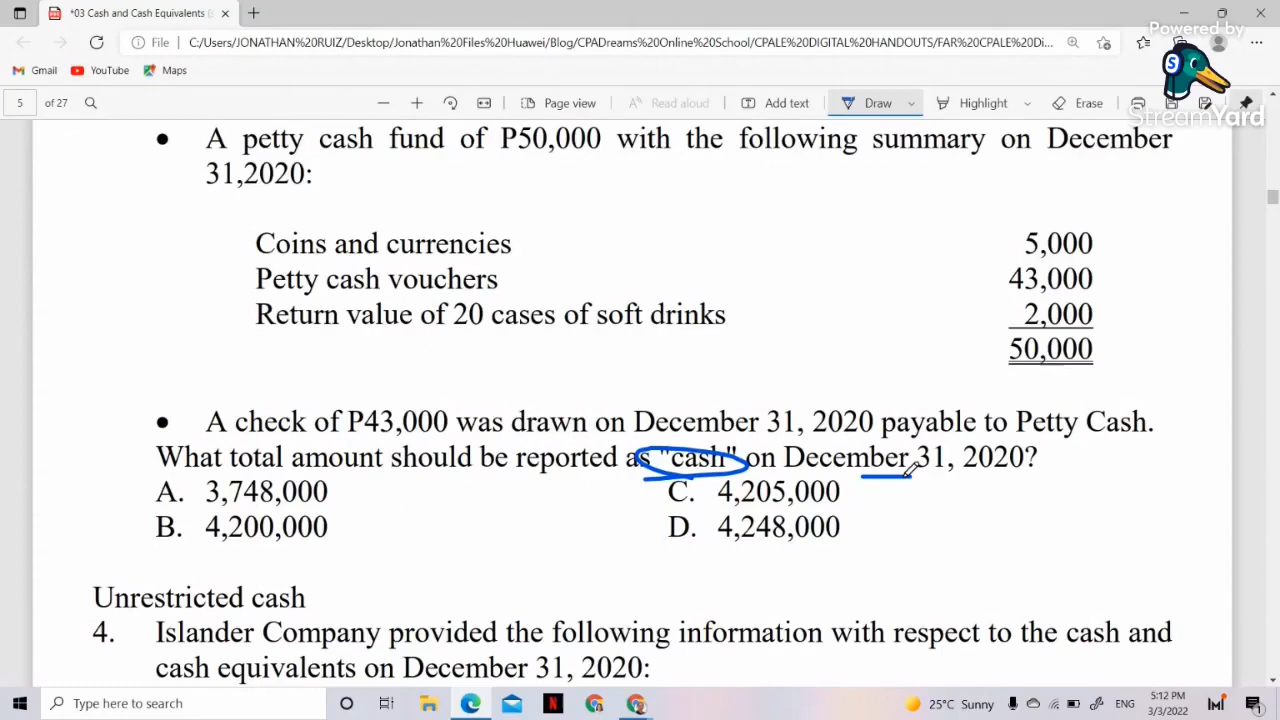 *03 Cash and Cash Equivalents (
File C:/Users/JONATHAN%20RUIZ/Desktop/Jonathan%20Files%20Huawei/Blog/CPADreams%20Online%20School/CPALE%20DIGITAL%20HANDOUTS/FAR%20CPALE%20Di...
Powered by
StreamYard
Gmail YouTube Maps
5 of 27 Page view Read aloud Add text Draw Highlight Erase
• A petty cash fund of P50,000 with the following summary on December
31,2020:
Coins and currencies 5,000
Petty cash vouchers 43,000
Return value of 20 cases of soft drinks 2,000
50,000
• A check of P43,000 was drawn on December 31, 2020 payable to Petty Cash.
What total amount should be reported as "cash" on December 31, 2020?
A. 3,748,000 C. 4,205,000
B. 4,200,000 D. 4,248,000
Unrestricted cash
4. Islander Company provided the following information with respect to the cash and
cash equivalents on December 31, 2020:
Type here to search 25°C Sunny ENG 5:12 PM
3/3/2022